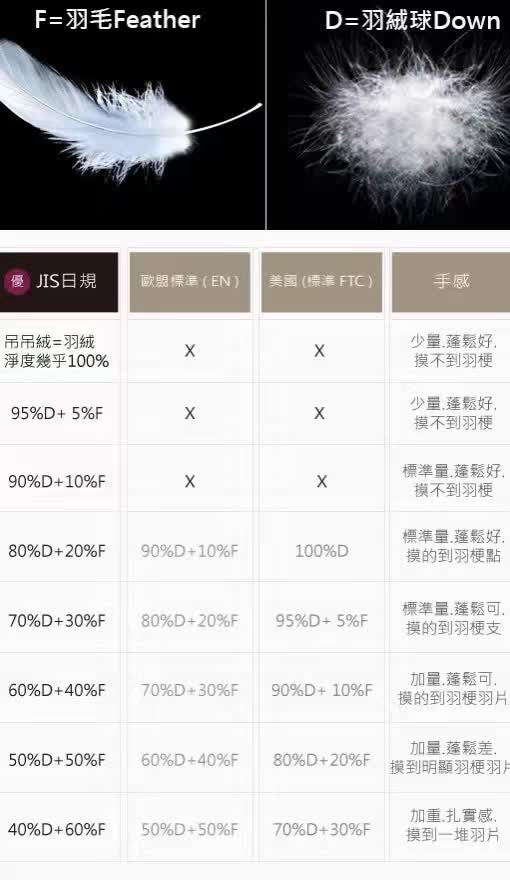 F=羽毛Feather
D=羽絨球Down
優 JIS日規
歐盟標準 ( EN )
美國 (標準 FTC )
手感
吊吊絨=羽絨
淨度幾乎100%
X
X
少量.蓬鬆好.
摸不到羽梗
95%D+ 5%F
X
X
少量.蓬鬆好.
摸不到羽梗
90%D+10%F
X
X
標準量.蓬鬆好.
摸不到羽梗
80%D+20%F
90%D+10%F
100%D
標準量.蓬鬆好.
摸的到羽梗點
70%D+30%F
80%D+20%F
95%D+ 5%F
標準量.蓬鬆可.
摸的到羽梗支
60%D+40%F
70%D+30%F
90%D+ 10%F
加量.蓬鬆可.
摸的到羽梗羽片
50%D+50%F
60%D+40%F
80%D+20%F
加量.蓬鬆差.
摸到明顯羽梗羽片
40%D+60%F
50%D+50%F
70%D+30%F
加重.扎實感.
摸到一堆羽片